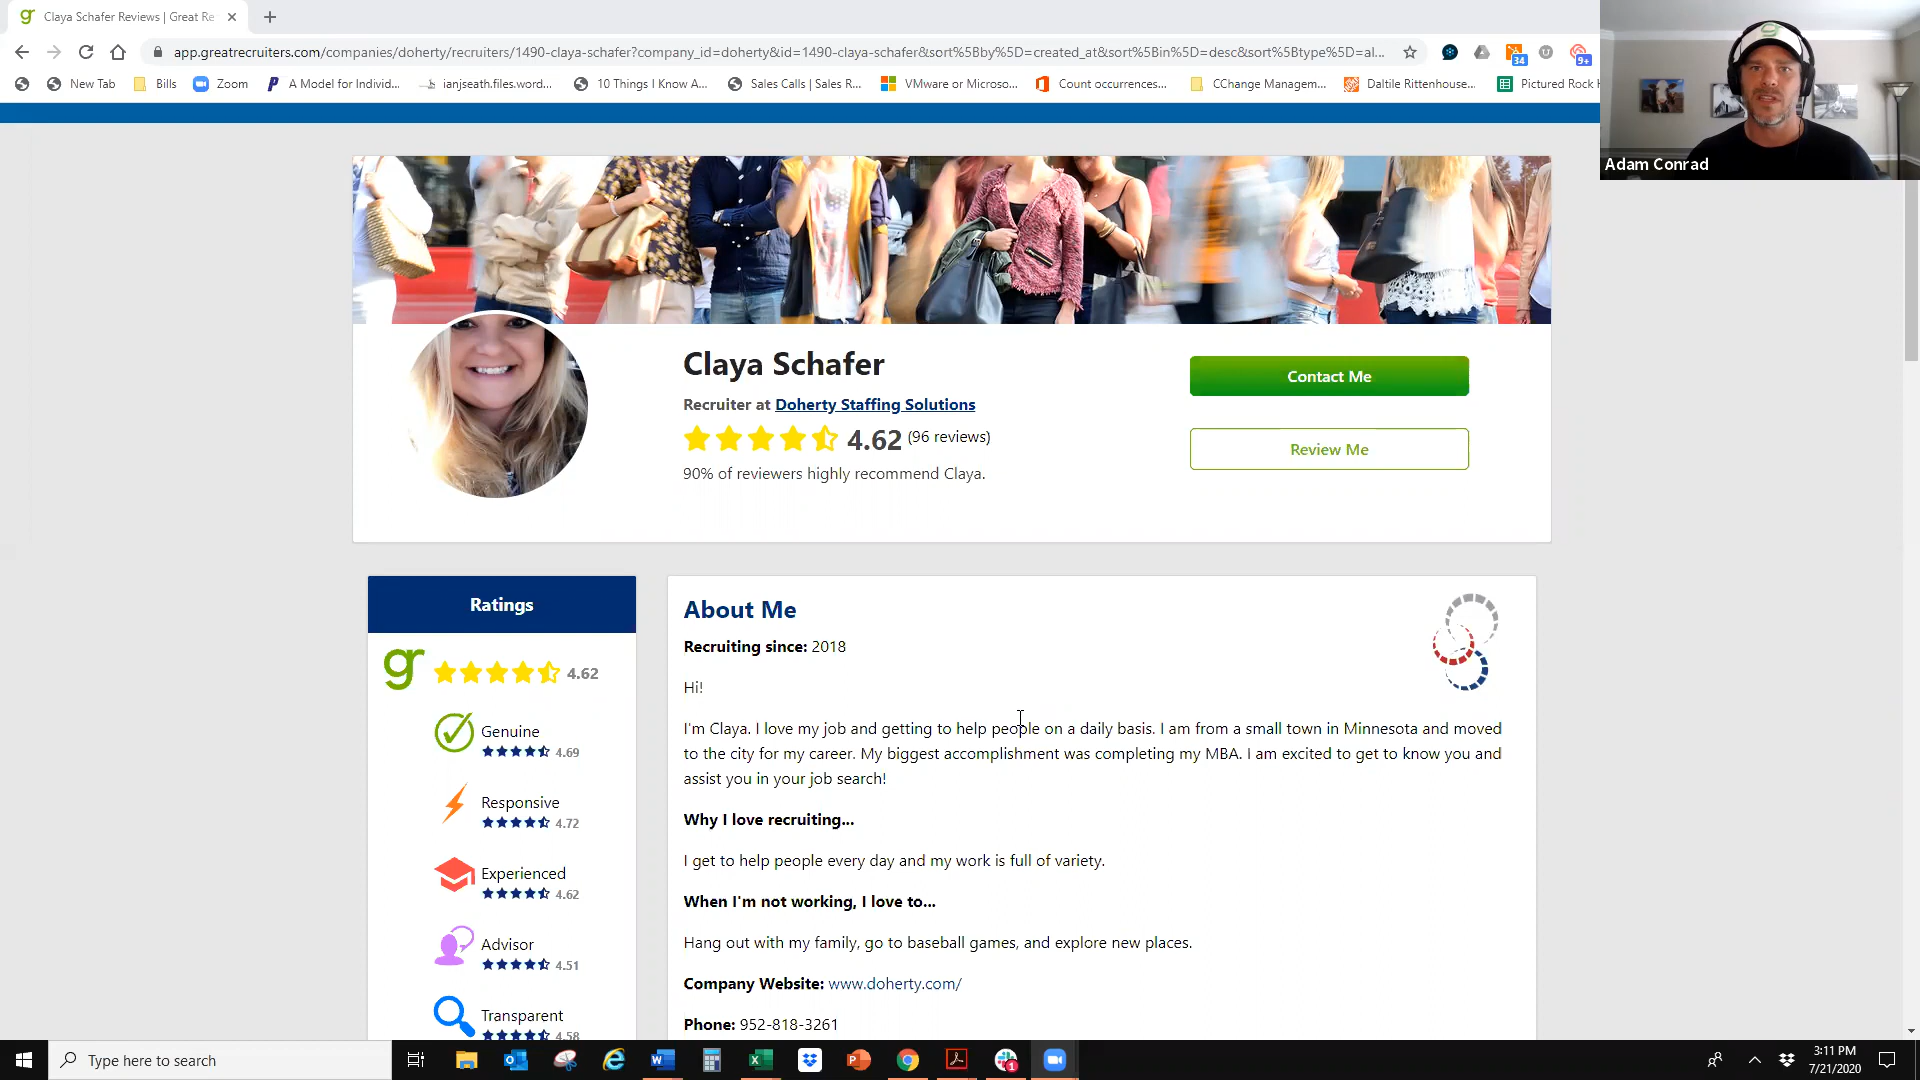 Claya Schafer Reviews | Great Re
app.greatrecruiters.com/companies/doherty/recruiters/1490-claya-schafer?company_id=doherty&id=1490-claya-schafer&sort%5Bby%5D=created_at&sort%5Bin%5D=desc&sort%5Btype%5D=al...
34
9+
New Tab
Bills
Zoom
A Model for Individ...
ianjseath.files.word...
10 Things I Know A...
Sales Calls | Sales R...
VMware or Microso...
Count occurrences...
CChange Managem...
Daltile Rittenhouse...
Pictured Rock H
Adam Conrad
Claya Schafer
Recruiter at Doherty Staffing Solutions
4.62 (96 reviews)
90% of reviewers highly recommend Claya.
Contact Me
Review Me
Ratings
gr 4.62
Genuine
4.69
Responsive
4.72
Experienced
4.62
Advisor
4.51
Transparent
4.58
About Me
Recruiting since: 2018
Hi!
I'm Claya. I love my job and getting to help people on a daily basis. I am from a small town in Minnesota and moved
to the city for my career. My biggest accomplishment was completing my MBA. I am excited to get to know you and
assist you in your job search!
Why I love recruiting...
I get to help people every day and my work is full of variety.
When I'm not working, I love to...
Hang out with my family, go to baseball games, and explore new places.
Company Website: www.doherty.com/
Phone: 952-818-3261
Type here to search
1
3:11 PM
7/21/2020